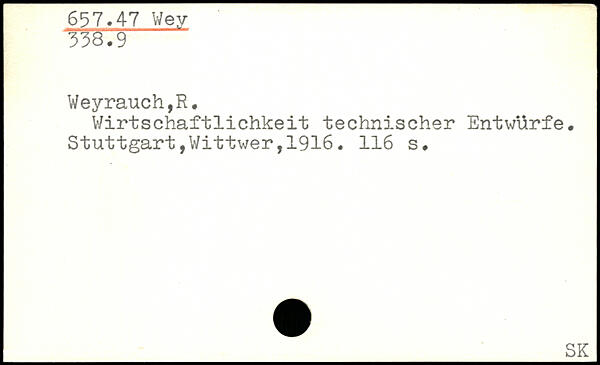 657.47 Wey
338.9
Weyrauch,R.
Wirtschaftlichkeit technischer Entwürfe.
Stuttgart,Wittwer,1916. 116 s.
SK